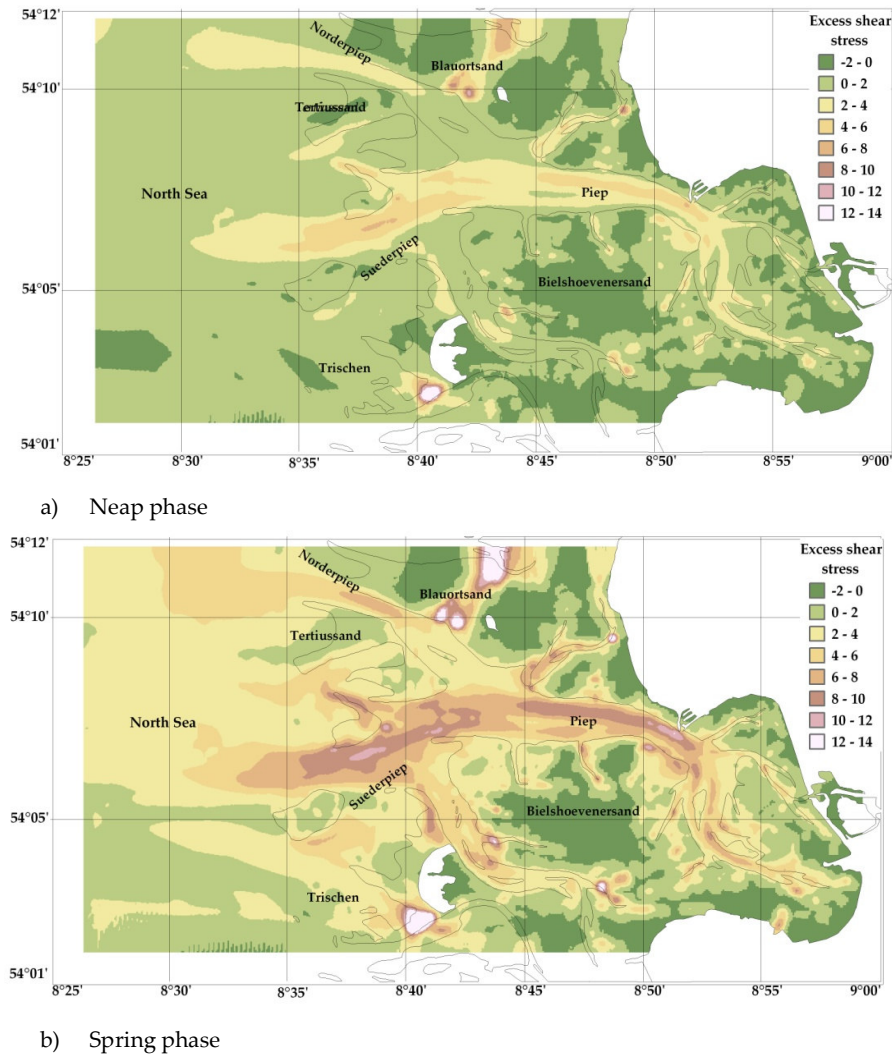 54°12'
54°10'
54°05'
54°01'
8°25'
8°30'
8°35'
8°40'
8°45'
8°50'
8°55'
9°00'
Norderpiep
Blauortsand
Tertiussand
North Sea
Piep
Suederpiep
Bielshoevenersand
Trischen
Excess shear
stress
-2 - 0
0 - 2
2 - 4
4 - 6
6 - 8
8 - 10
10 - 12
12 - 14
a) Neap phase
54°12'
54°10'
54°05'
54°01'
8°25'
8°30'
8°35'
8°40'
8°45'
8°50'
8°55'
9°00'
Norderpiep
Blauortsand
Tertiussand
North Sea
Piep
Suederpiep
Bielshoevenersand
Trischen
Excess shear
stress
-2 - 0
0 - 2
2 - 4
4 - 6
6 - 8
8 - 10
10 - 12
12 - 14
b) Spring phase